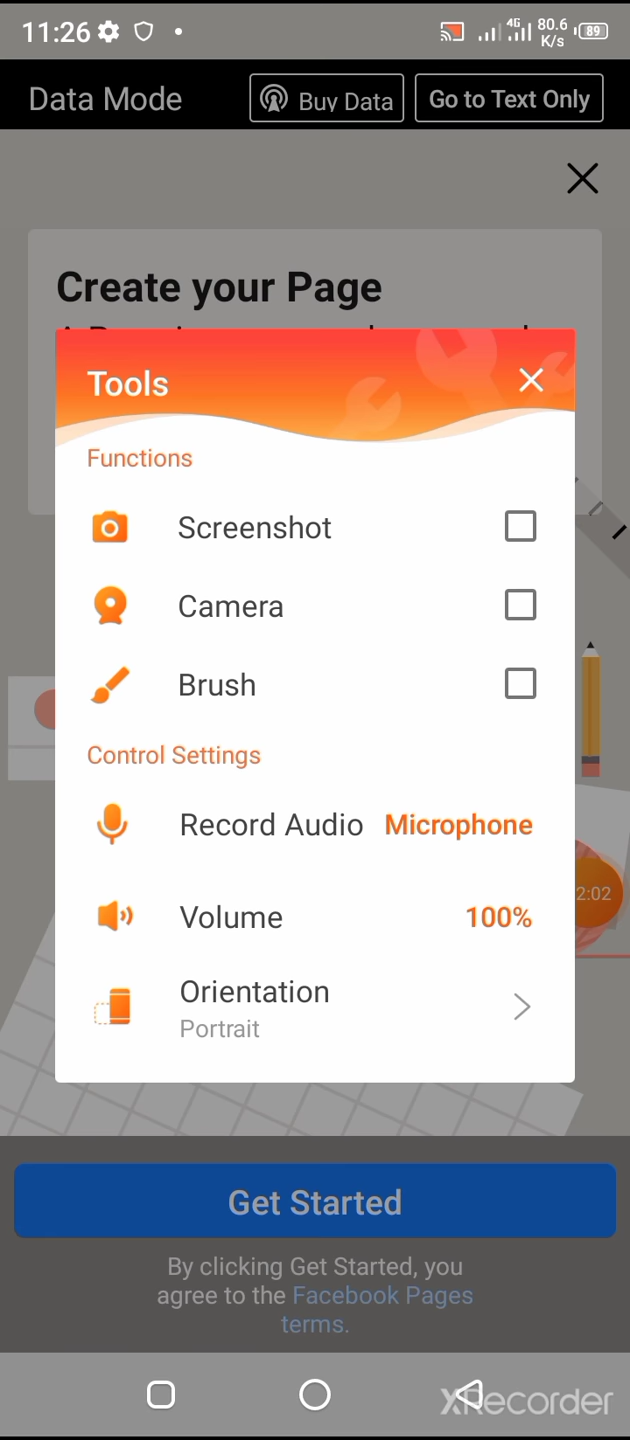 11:26
4G 80.6 K/s 89
Data Mode
Buy Data
Go to Text Only
Create your Page
Tools
Functions
Screenshot
Camera
Brush
Control Settings
Record Audio Microphone
2:02
Volume 100%
Orientation
Portrait
Get Started
By clicking Get Started, you
agree to the Facebook Pages
terms.
XRecorder